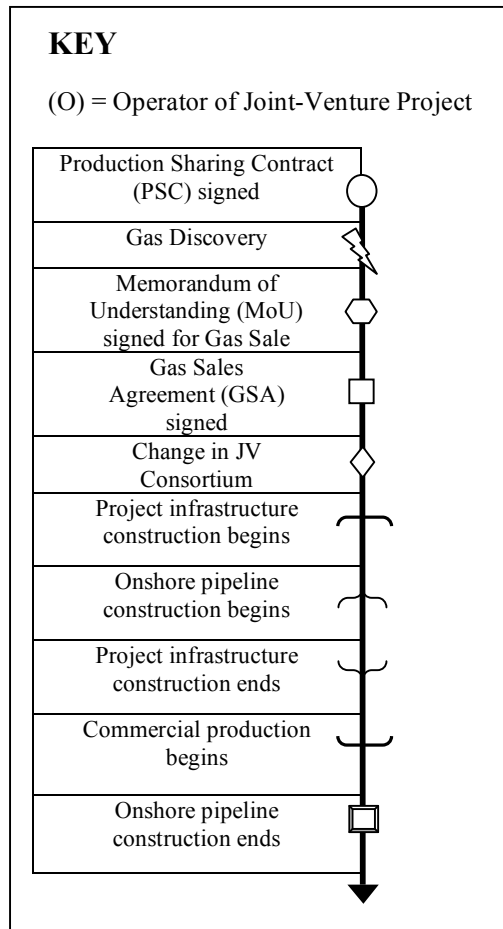 KEY
(O) = Operator of Joint-Venture Project
Production Sharing Contract
(PSC) signed
Gas Discovery
Memorandum of
Understanding (MoU)
signed for Gas Sale
Gas Sales
Agreement (GSA)
signed
Change in JV
Consortium
Project infrastructure
construction begins
Onshore pipeline
construction begins
Project infrastructure
construction ends
Commercial production
begins
Onshore pipeline
construction ends